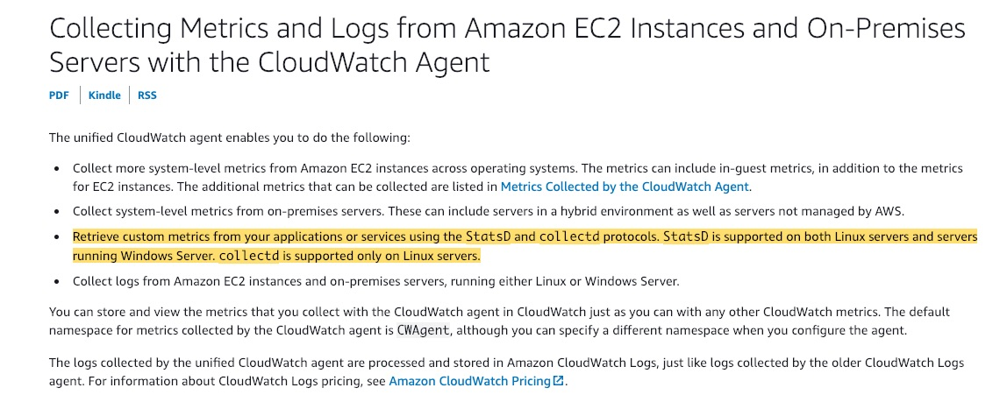 Collecting Metrics and Logs from Amazon EC2 Instances and On-Premises
Servers with the CloudWatch Agent
PDF | Kindle | RSS
The unified CloudWatch agent enables you to do the following:
• Collect more system-level metrics from Amazon EC2 instances across operating systems. The metrics can include in-guest metrics, in addition to the metrics
for EC2 instances. The additional metrics that can be collected are listed in Metrics Collected by the CloudWatch Agent.
• Collect system-level metrics from on-premises servers. These can include servers in a hybrid environment as well as servers not managed by AWS.
• Retrieve custom metrics from your applications or services using the StatsD and collectd protocols. StatsD is supported on both Linux servers and servers
running Windows Server. collectd is supported only on Linux servers.
• Collect logs from Amazon EC2 instances and on-premises servers, running either Linux or Windows Server.
You can store and view the metrics that you collect with the CloudWatch agent in CloudWatch just as you can with any other CloudWatch metrics. The default
namespace for metrics collected by the CloudWatch agent is CWAgent, although you can specify a different namespace when you configure the agent.
The logs collected by the unified CloudWatch agent are processed and stored in Amazon CloudWatch Logs, just like logs collected by the older CloudWatch Logs
agent. For information about CloudWatch Logs pricing, see Amazon CloudWatch Pricing.